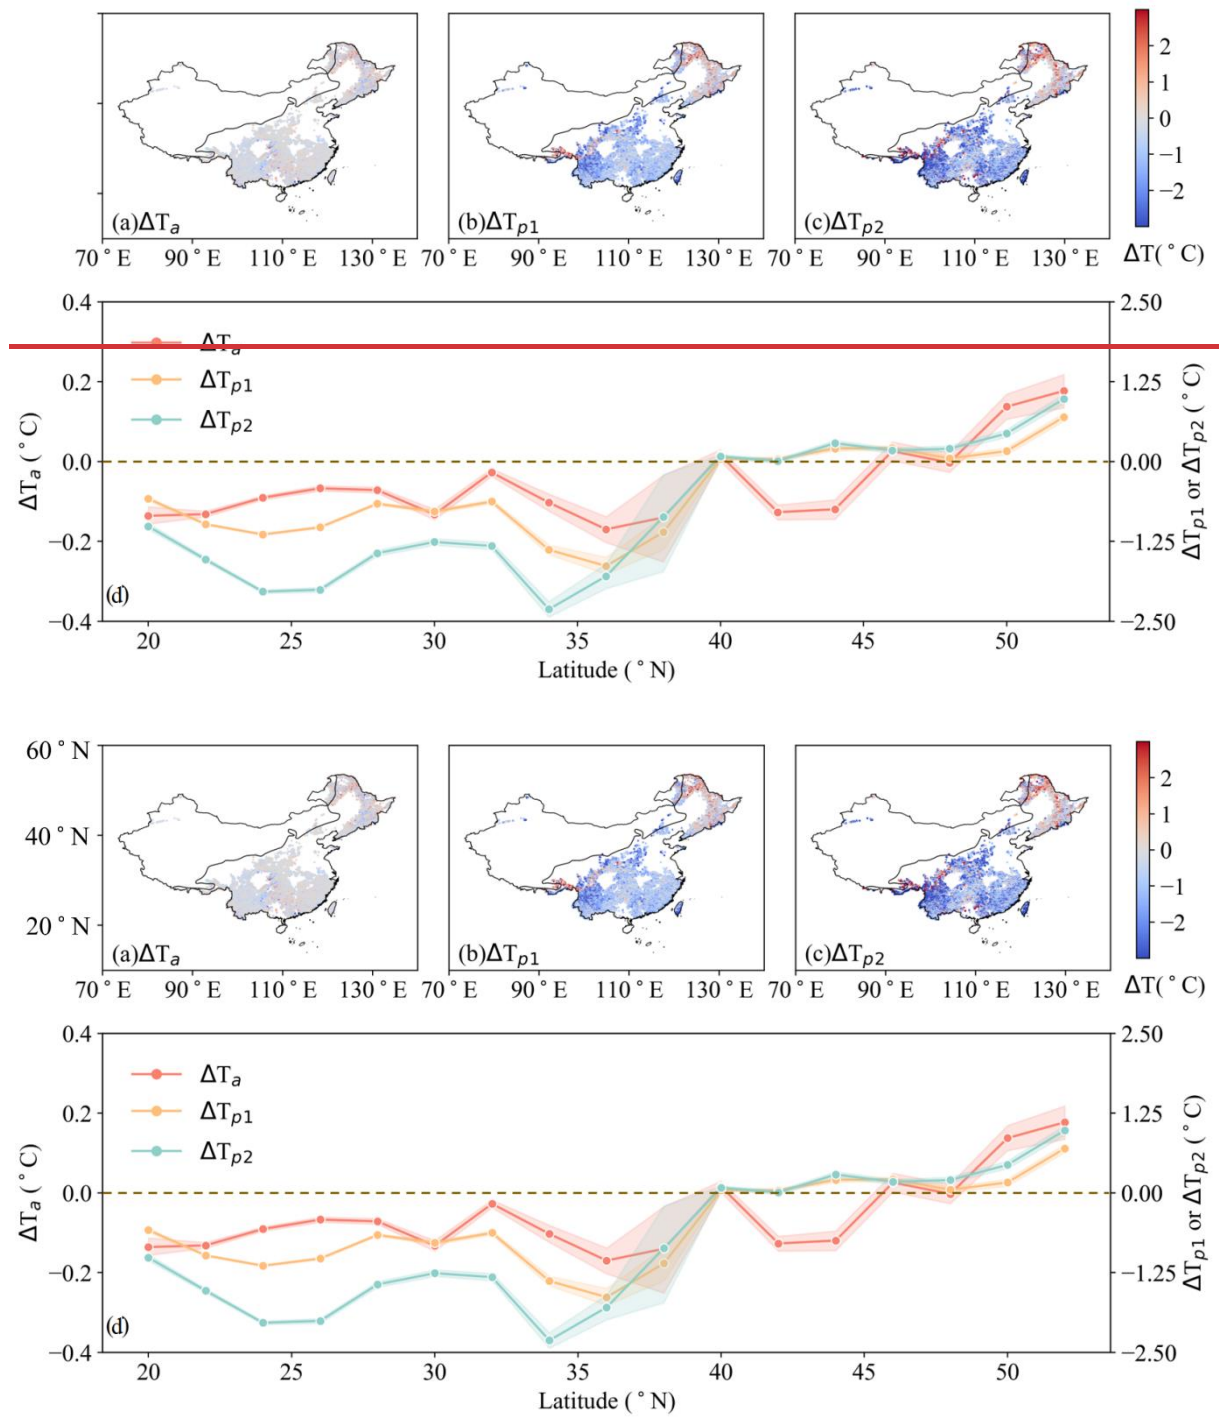 (a)ΔTa
(b)ΔTp1
(c)ΔTp2
2
1
0
−1
−2
70 °E 90 °E 110 °E 130 °E 70 °E 90 °E 110 °E 130 °E 70 °E 90 °E 110 °E 130 °E
ΔT(°C)
0.4
0.2
0.0
−0.2
−0.4
ΔTa (°C)
ΔTa
ΔTp1
ΔTp2
(d)
2.50
1.25
0.00
−1.25
−2.50
ΔTp1 or ΔTp2 (°C)
20 25 30 35 40 45 50
Latitude (°N)
60 °N
40 °N
20 °N
(a)ΔTa
(b)ΔTp1
(c)ΔTp2
2
1
0
−1
−2
70 °E 90 °E 110 °E 130 °E 70 °E 90 °E 110 °E 130 °E 70 °E 90 °E 110 °E 130 °E
ΔT(°C)
0.4
0.2
0.0
−0.2
−0.4
ΔTa (°C)
ΔTa
ΔTp1
ΔTp2
(d)
2.50
1.25
0.00
−1.25
−2.50
ΔTp1 or ΔTp2 (°C)
20 25 30 35 40 45 50
Latitude (°N)